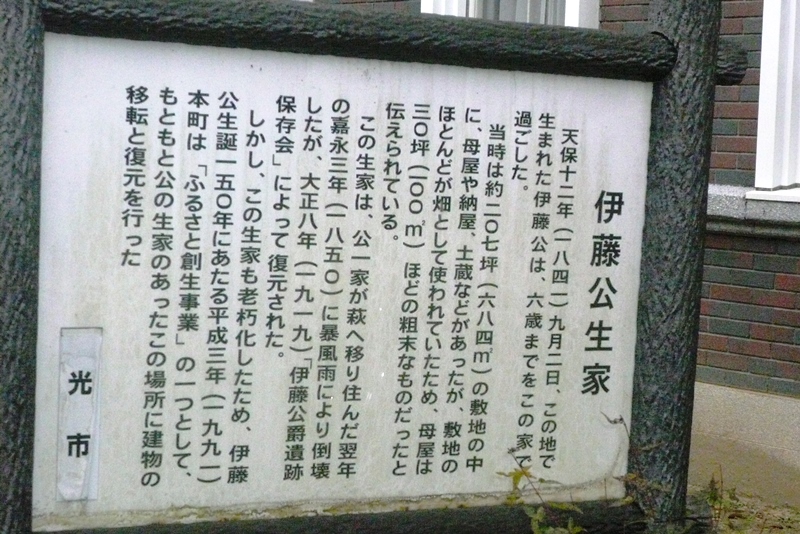 伊藤公生家
天保十二年（一八四一）九月二日、この地で
生まれた伊藤公は、六歳までをこの家で
過ごした。
当時は約二〇七坪（六八四㎡）の敷地の中
に、母屋や納屋、土蔵などがあったが、敷地の
ほとんどが畑として使われていたため、母屋は
三〇坪（一〇〇㎡）ほどの粗末なものだったと
伝えられている。
この生家は、公一家が萩へ移り住んだ翌年
の嘉永三年（一八五〇）に暴風雨により倒壊
したが、大正八年（一九一九）「伊藤公爵遺跡
保存会」によって復元された。
しかし、この生家も老朽化したため、伊藤
公生誕一五〇年にあたる平成三年（一九九一）
本町は「ふるさと創生事業」の一つとして、
もともと公の生家のあったこの場所に建物の
移転と復元を行った
光市